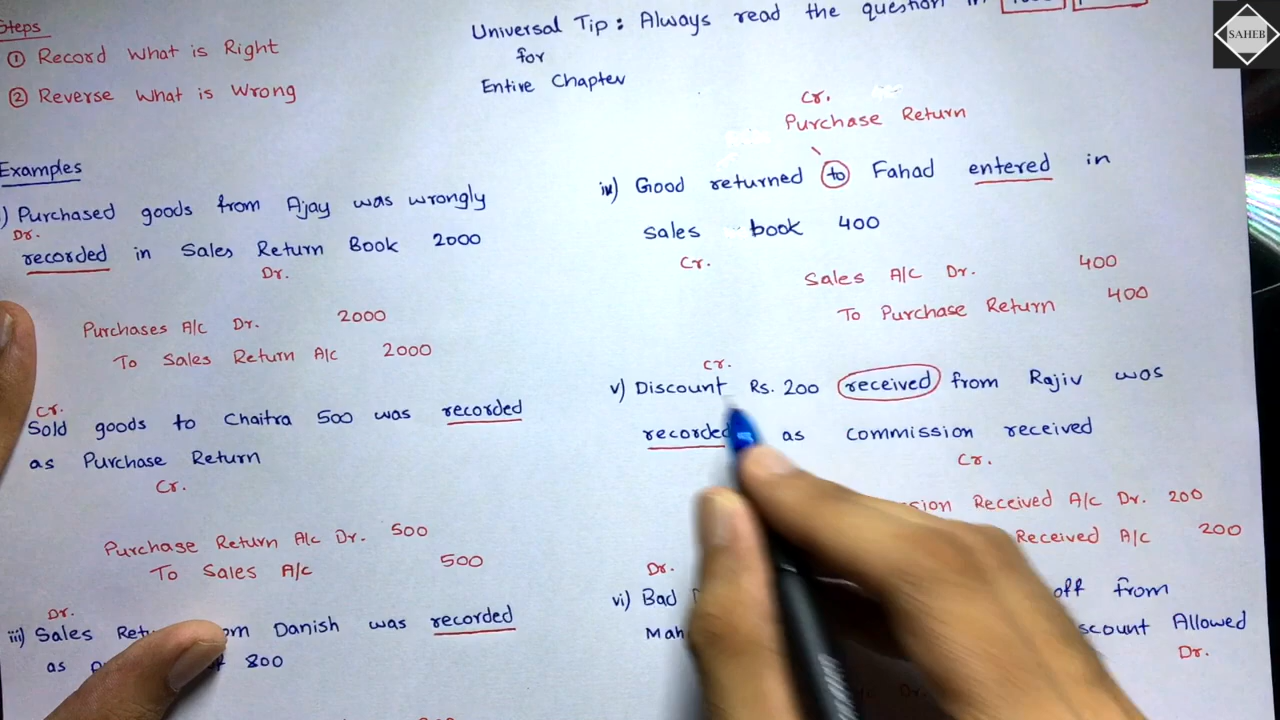 Steps
① Record What is Right
② Reverse What is Wrong
Examples
) Purchased goods from Ajay was wrongly
Dr.
recorded in Sales Return Book 2000
Dr.
Purchases A/c Dr. 2000
To Sales Return A/c 2000
Cr.
Sold goods to Chaitra 500 was recorded
as Purchase Return
Cr.
Purchase Return A/c Dr. 500
To Sales A/c 500
Dr.
iii) Sales Danish was recorded
as 800
Universal Tip : Always read the question in
for
Entire Chapter
Cr.
Purchase Return
iv) Good returned to Fahad entered in
sales book 400
Cr.
Sales A/c Dr. 400
To Purchase Return 400
Cr.
v) Discount Rs. 200 received from Rajiv was
recorded as commission received
Cr.
Received A/c Dr. 200
Received A/c 200
Dr.
vi) Bad off from
Allowed
Dr.
SAHEB